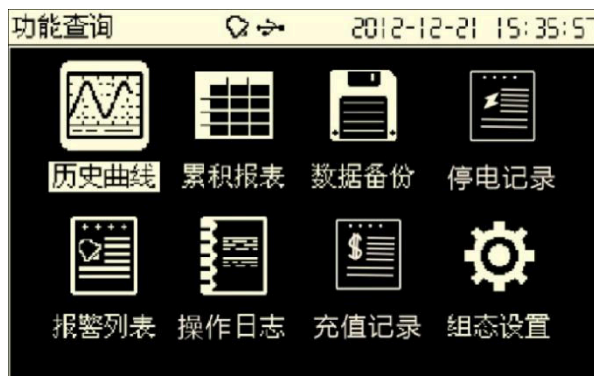 功能查询 2012-12-21 15:35:57
历史曲线 累积报表 数据备份 停电记录
报警列表 操作日志 充值记录 组态设置